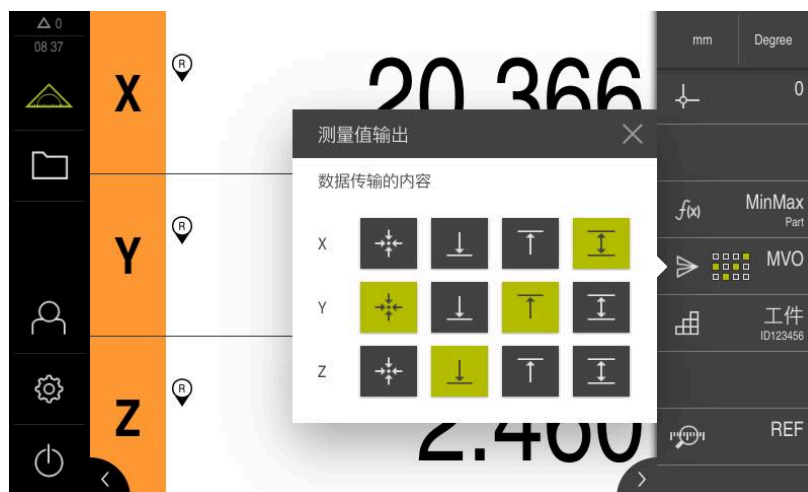 0
08 37
X
R
20.366
mm
Degree
0
测量值输出
数据传输的内容
X
Y
Z
Y
R
Z
R
2.460
MinMax
Part
MVO
工件
ID123456
REF
f(x)